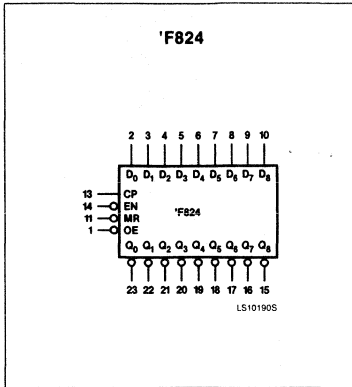 'F824
2 3 4 5 6 7 8 9 10
D0 D1 D2 D3 D4 D5 D6 D7 D8
13 CP
14 EN
11 MR
1 OE
'F824
Q0 Q1 Q2 Q3 Q4 Q5 Q6 Q7 Q8
23 22 21 20 19 18 17 16 15
LS10190S